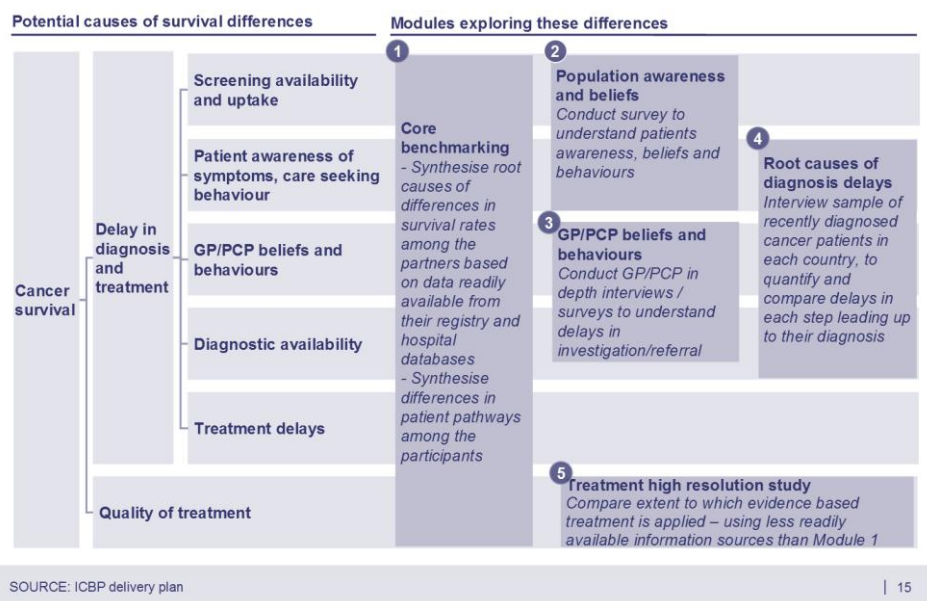 Potential causes of survival differences
Modules exploring these differences
Cancer
survival
Delay in
diagnosis
and
treatment
Quality of treatment
Screening availability
and uptake
Patient awareness of
symptoms, care seeking
behaviour
GP/PCP beliefs and
behaviours
Diagnostic availability
Treatment delays
1
Core
benchmarking
- Synthesise root
causes of
differences in
survival rates
among the
partners based
on data readily
available from
their registry and
hospital
databases
- Synthesise
differences in
patient pathways
among the
participants
2
Population awareness
and beliefs
Conduct survey to
understand patients
awareness, beliefs and
behaviours
3
GP/PCP beliefs and
behaviours
Conduct GP/PCP in
depth interviews /
surveys to understand
delays in
investigation/referral
4
Root causes of
diagnosis delays
Interview sample of
recently diagnosed
cancer patients in
each country, to
quantify and
compare delays in
each step leading up
to their diagnosis
5
Treatment high resolution study
Compare extent to which evidence based
treatment is applied – using less readily
available information sources than Module 1
SOURCE: ICBP delivery plan
| 15